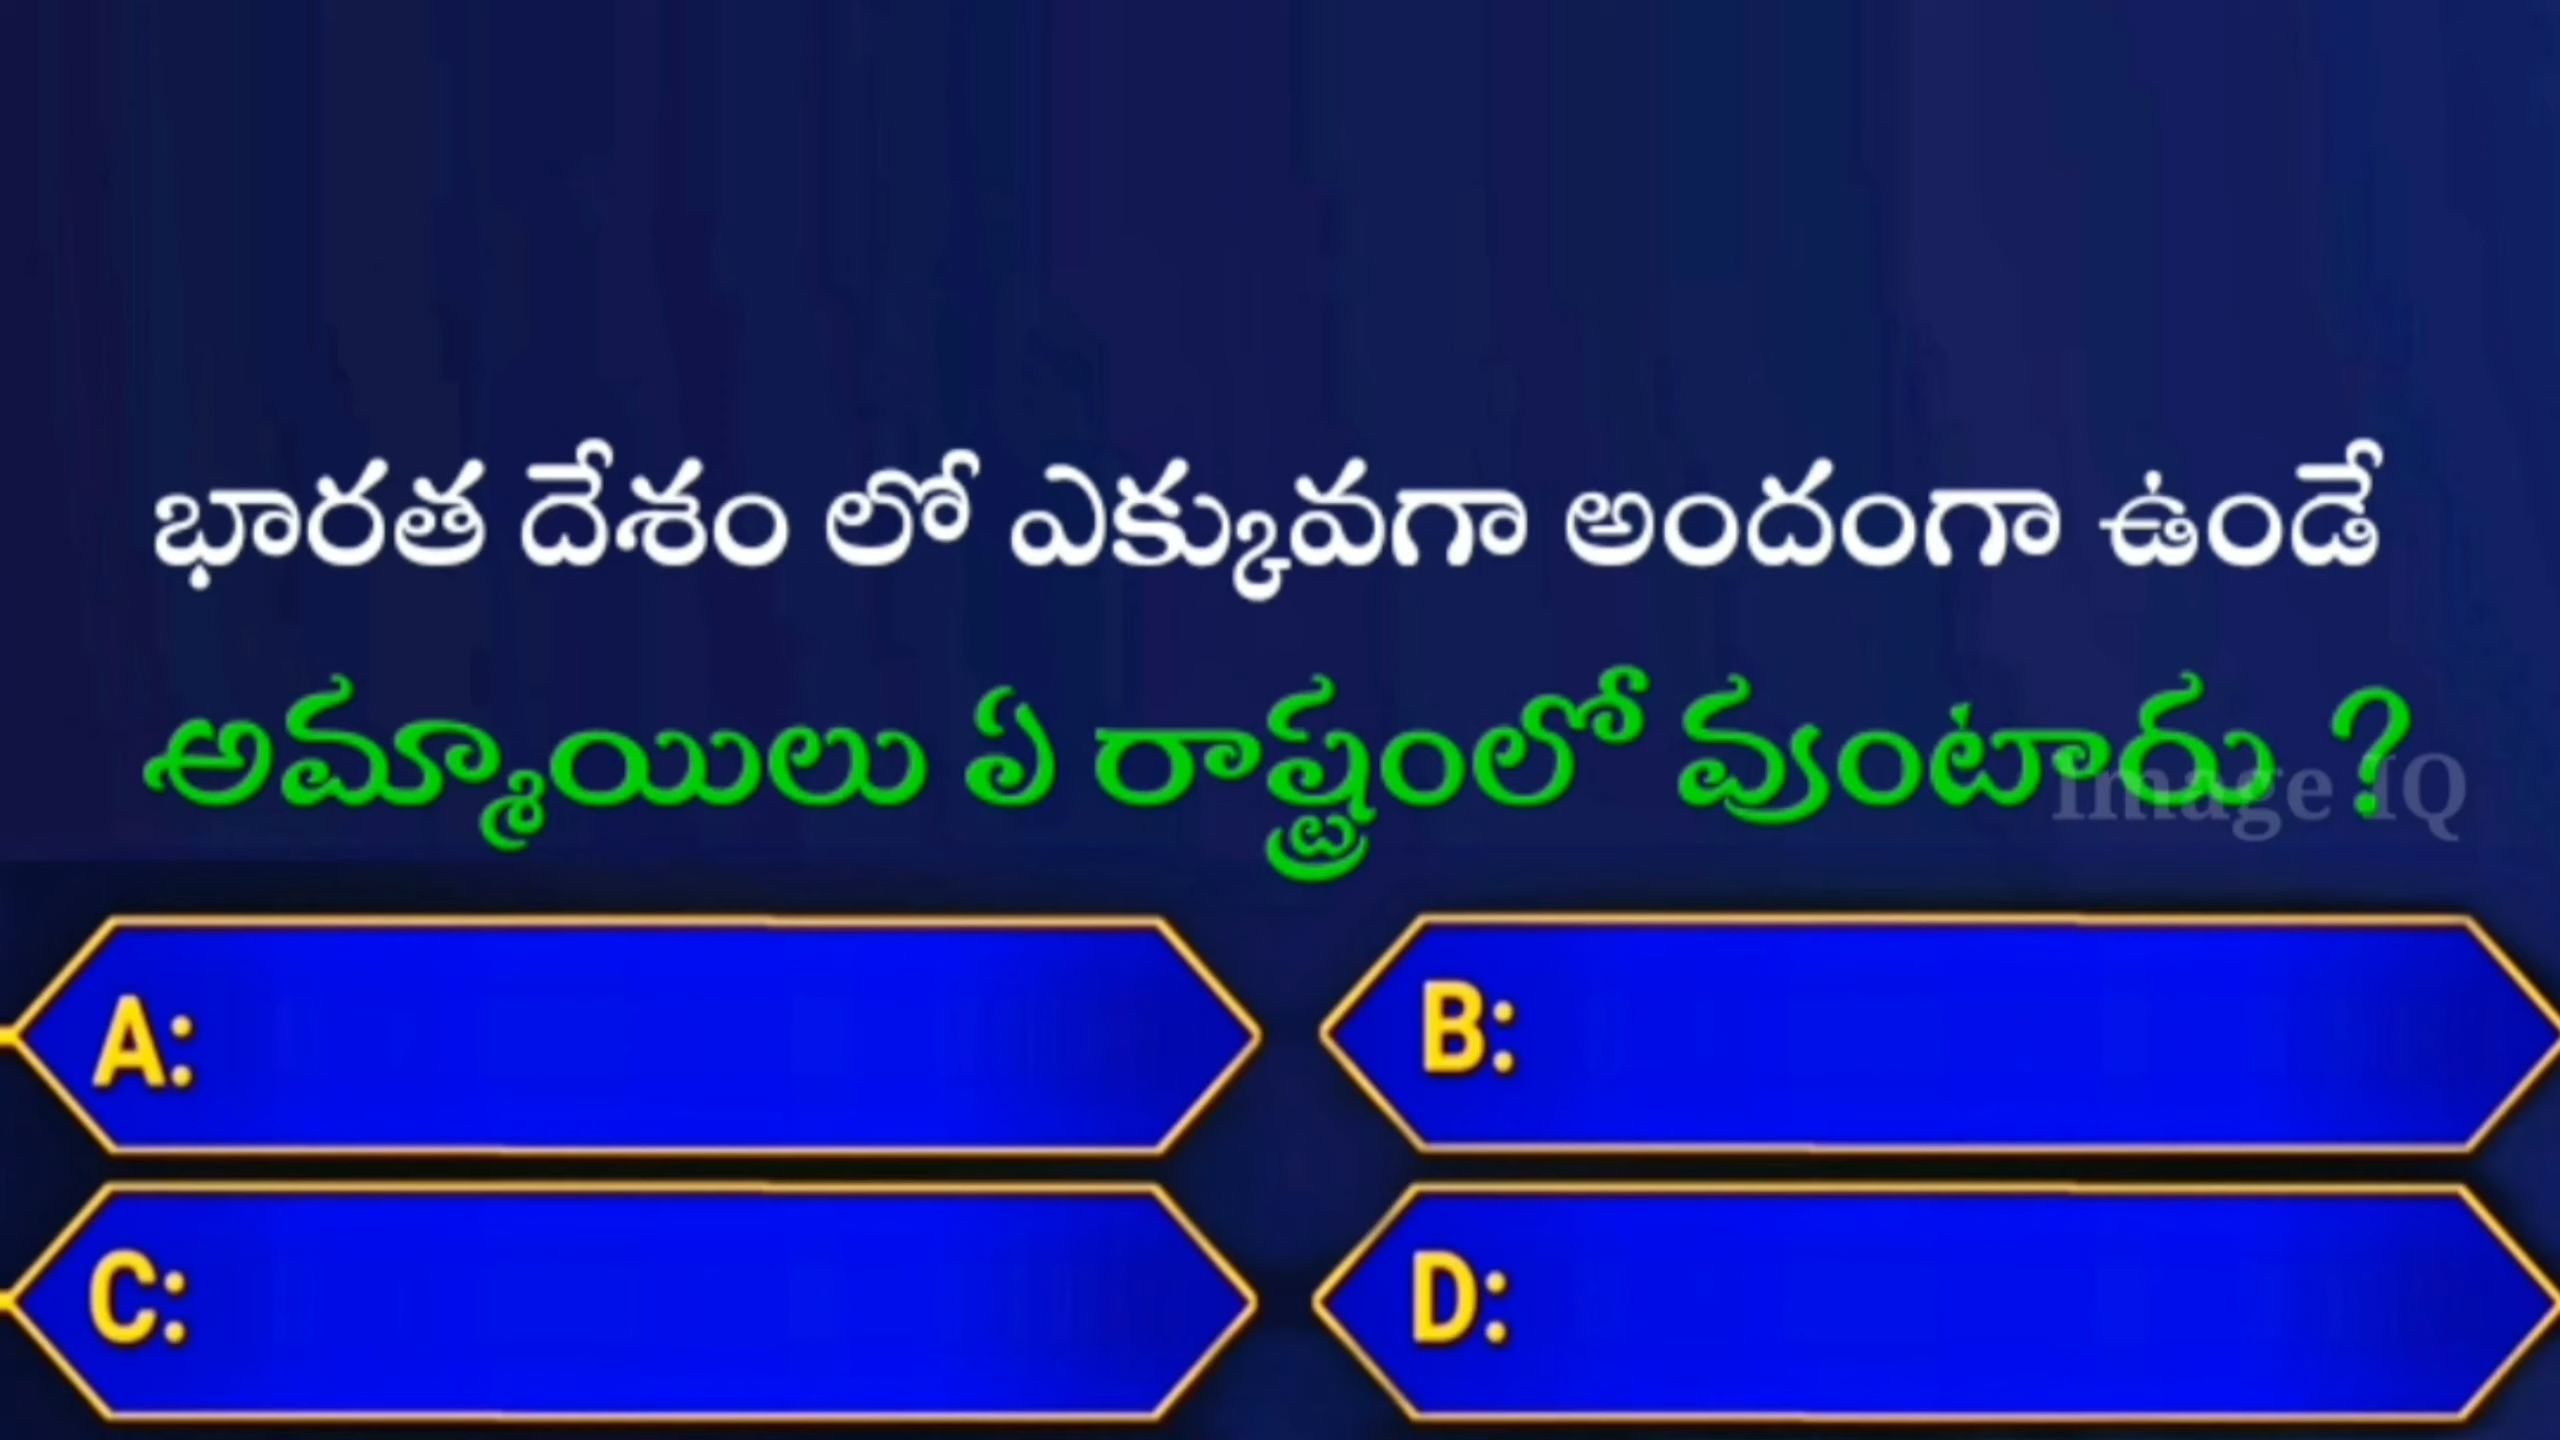 భారత దేశం లో ఎక్కువగా అందంగా ఉండే
అమ్మాయిలు ఏ రాష్ట్రంలో వుంటారు ?
Image IQ
A:
B:
C:
D: